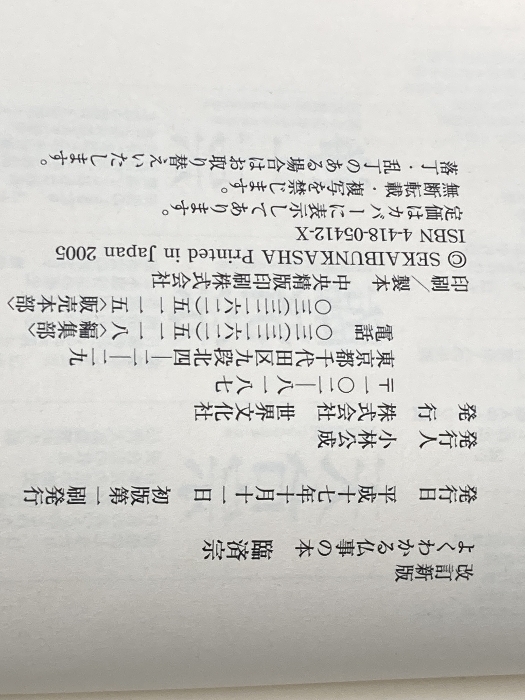 改訂新版
よくわかる仏事の本 臨済宗
発行日 平成十七年十月十一日 初版第一刷発行
発行人 小林公成
発行 株式会社 世界文化社
〒一〇二―八一八七
東京都千代田区九段北四―二―二九
電話 〇三(三二六二)五一一八〈編集部〉
〇三(三二六二)五一一五〈販売本部〉
印刷/製本 中央精版印刷株式会社
© SEKAIBUNKASHA Printed in Japan 2005
ISBN 4-418-05412-X
定価はカバーに表示してあります。
無断転載・複写を禁じます。
落丁・乱丁のある場合はお取り替えいたします。